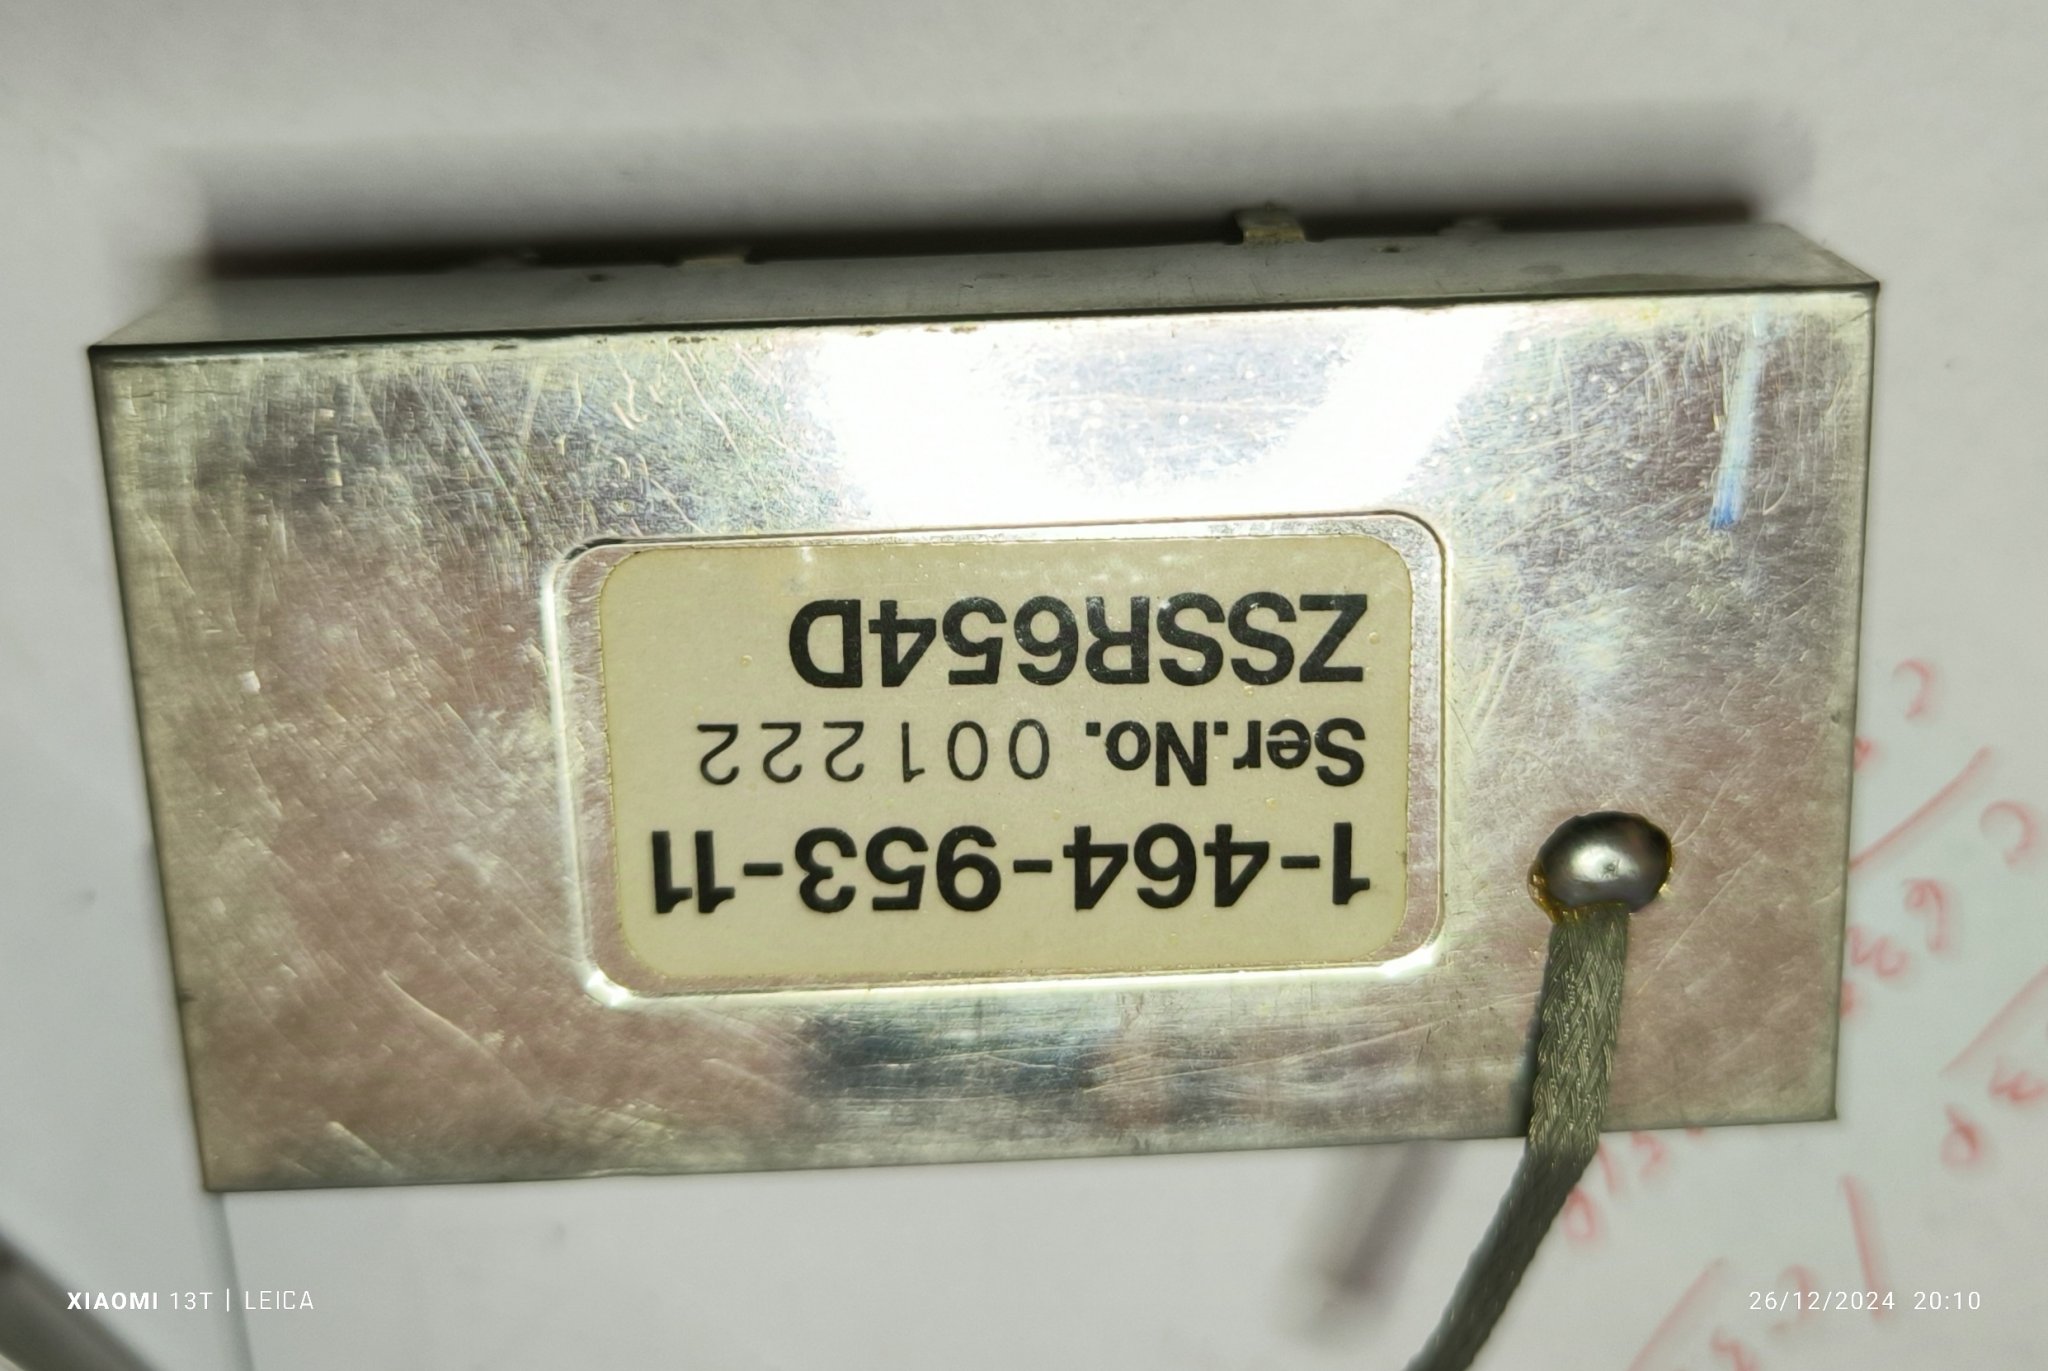 1-464-953-11
Ser.No. 001222
ZSSR654D
XIAOMI 13T | LEICA
26/12/2024 20:10